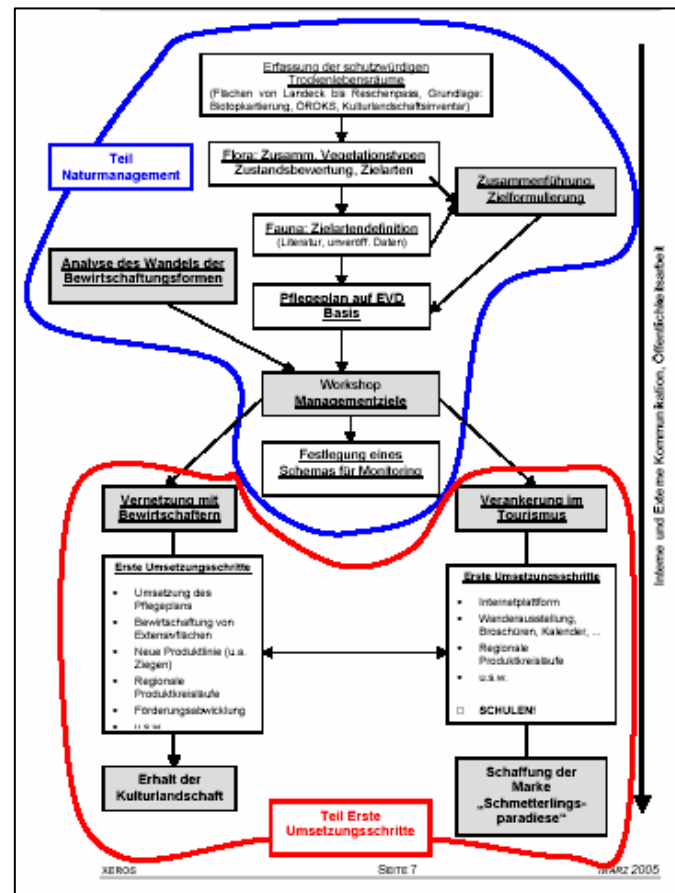 Erfassung der schutzwürdigen
Trockenlebensräume
(Flächen von Landeck bis Reschenpass, Grundlage:
Biotopkartierung, ÖROKS, Kulturlandschaftsinventar)
Teil
Naturmanagement
Flora: Zusamm. Vegetationstypen
Zustandsbewertung, Zielarten
Zusammenführung,
Zielformulierung
Fauna: Zielartendefinition
(Literatur, unveröff. Daten)
Analyse des Wandels der
Bewirtschaftungsformen
Pflegeplan auf EVD
Basis
Workshop
Managementziele
Festlegung eines
Schemas für Monitoring
Vernetzung mit
Bewirtschaftern
Verankerung im
Tourismus
Erste Umsetzungsschritte
▪ Umsetzung des
Pflegeplans
▪ Bewirtschaftung von
Extensivflächen
▪ Neue Produktlinie (u.a.
Ziegen)
▪ Regionale
Produktkreisläufe
▪ Förderungsabwicklung
▪ u.s.w.
Erste Umsetzungsschritte
▪ Internetplattform
▪ Wanderausstellung,
Broschüren, Kalender, ...
▪ Regionale
Produktkreisläufe
▪ u.s.w.
□ SCHULEN!
Erhalt der
Kulturlandschaft
Schaffung der
Marke
„Schmetterlings-
paradiese“
Teil Erste
Umsetzungsschritte
Interne und Externe Kommunikation, Öffentlichkeitsarbeit
XEROS SEITE 7 MÄRZ 2005